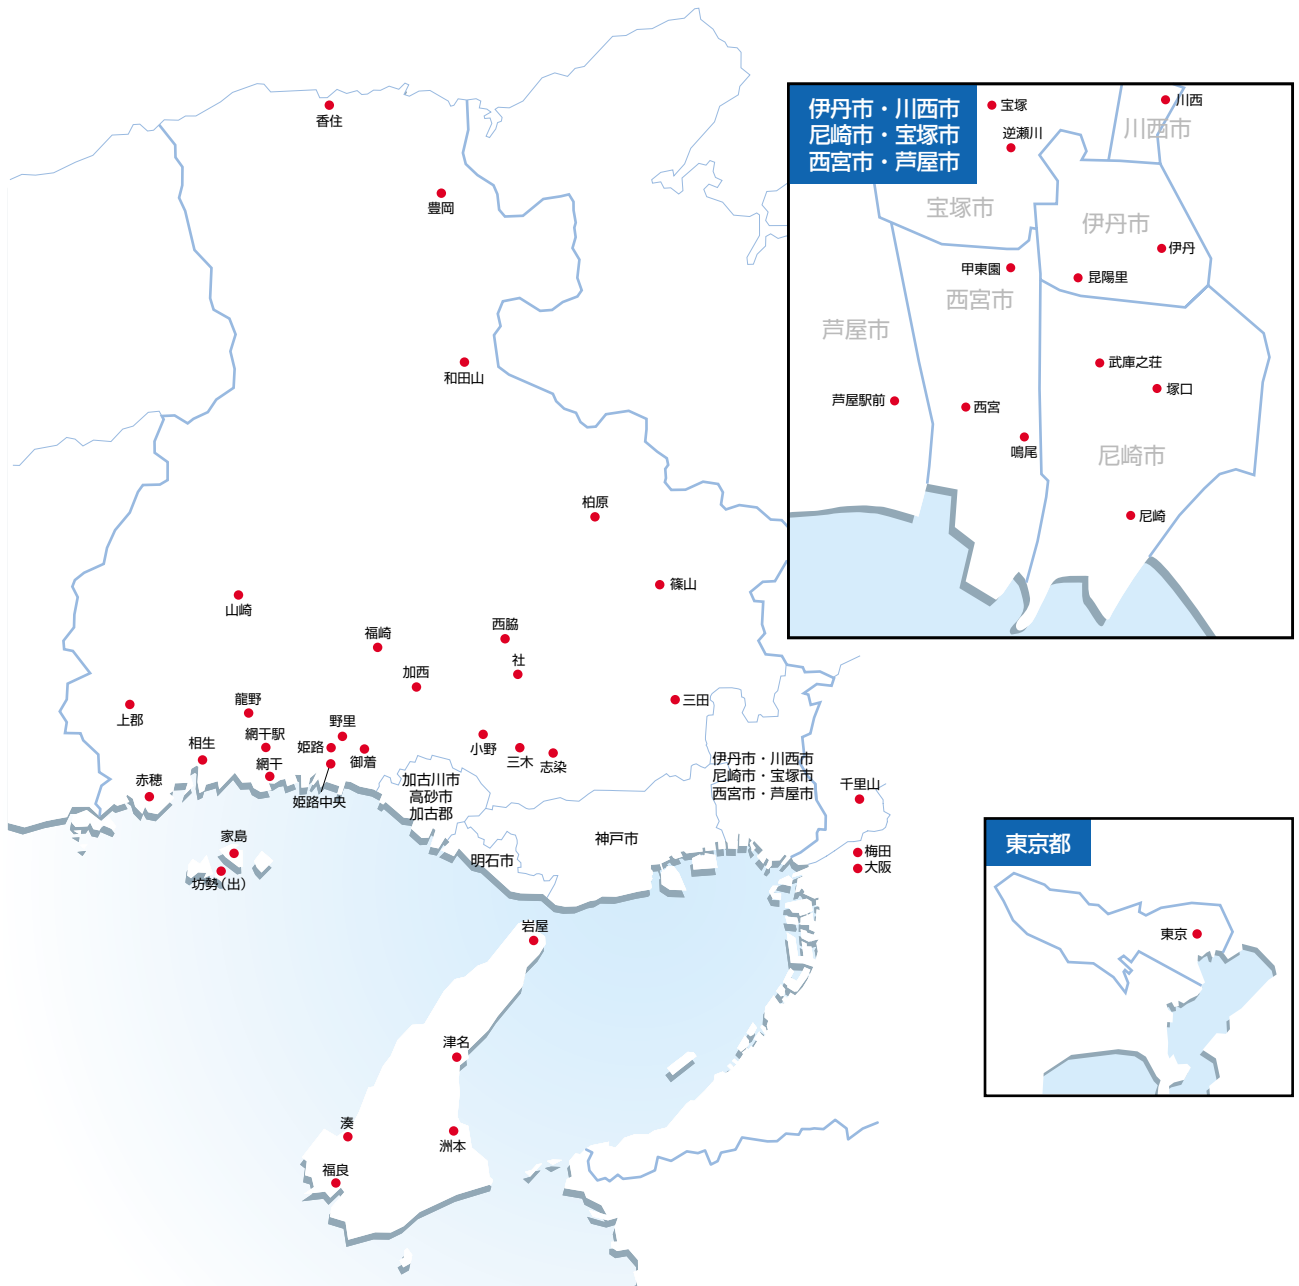 香住
豊岡
和田山
柏原
篠山
山崎
福崎
西脇
社
加西
三田
上郡
龍野
網干駅
網干
相生
赤穂
野里
姫路
御着
姫路中央
小野
三木
志染
加古川市
高砂市
加古郡
明石市
神戸市
伊丹市・川西市
尼崎市・宝塚市
西宮市・芦屋市
千里山
梅田
大阪
家島
坊勢（出）
岩屋
津名
湊
洲本
福良
伊丹市・川西市
尼崎市・宝塚市
西宮市・芦屋市
宝塚
川西
川西市
逆瀬川
宝塚市
伊丹市
伊丹
甲東園
昆陽里
西宮市
芦屋市
武庫之荘
塚口
芦屋駅前
西宮
鳴尾
尼崎市
尼崎
東京都
東京